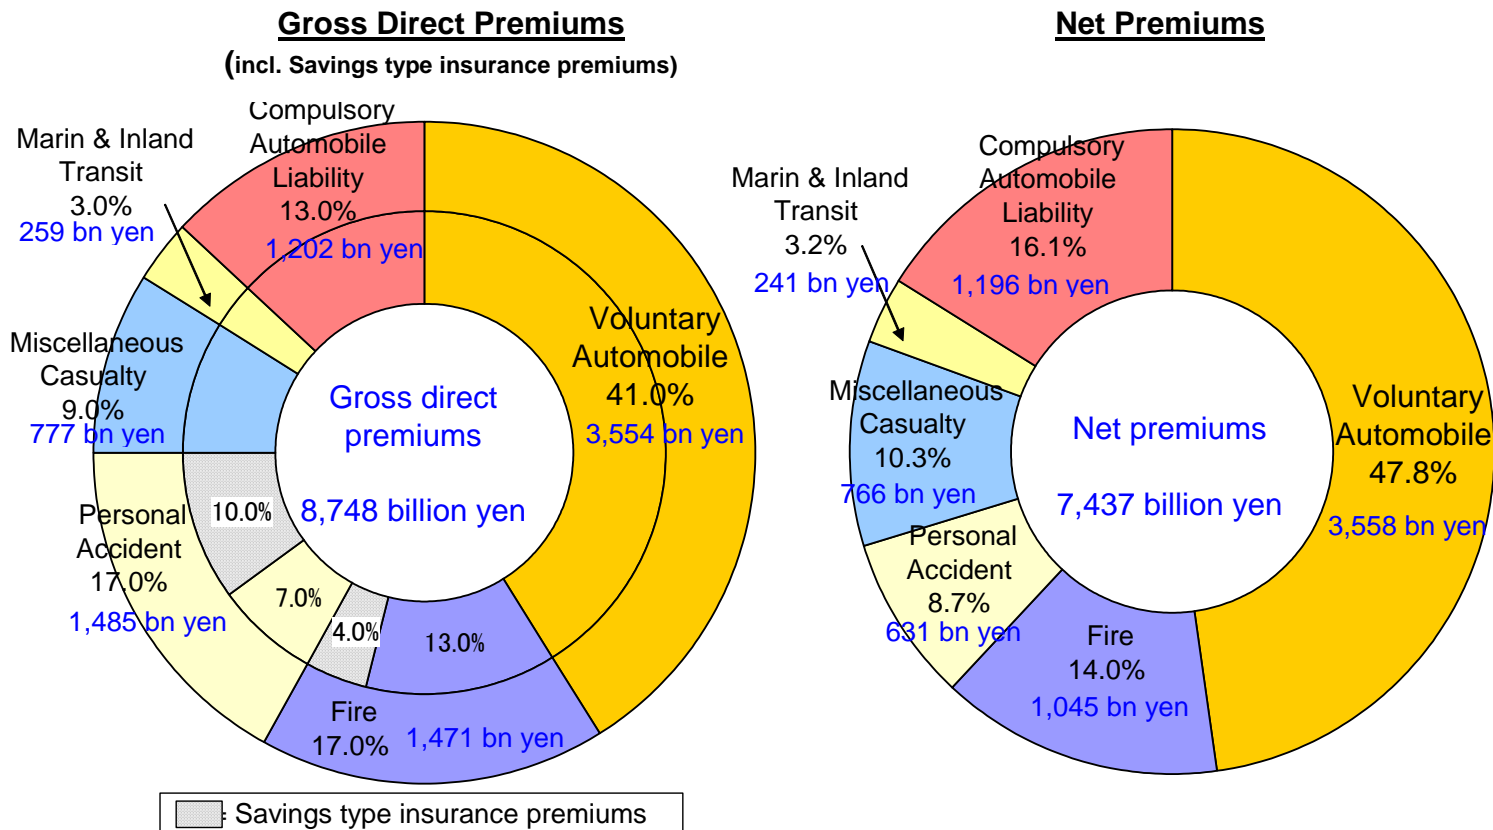 Gross Direct Premiums
(incl. Savings type insurance premiums)
Compulsory
Automobile
Liability
13.0%
1,202 bn yen
Marin & Inland
Transit
3.0%
259 bn yen
Miscellaneous
Casualty
9.0%
777 bn yen
Voluntary
Automobile
41.0%
3,554 bn yen
Gross direct
premiums
8,748 billion yen
Personal
Accident
17.0%
1,485 bn yen
10.0%
7.0%
4.0%
13.0%
Fire
17.0%
1,471 bn yen
: Savings type insurance premiums
Net Premiums
Compulsory
Automobile
Liability
16.1%
1,196 bn yen
Marin & Inland
Transit
3.2%
241 bn yen
Miscellaneous
Casualty
10.3%
766 bn yen
Voluntary
Automobile
47.8%
3,558 bn yen
Net premiums
7,437 billion yen
Personal
Accident
8.7%
631 bn yen
Fire
14.0%
1,045 bn yen